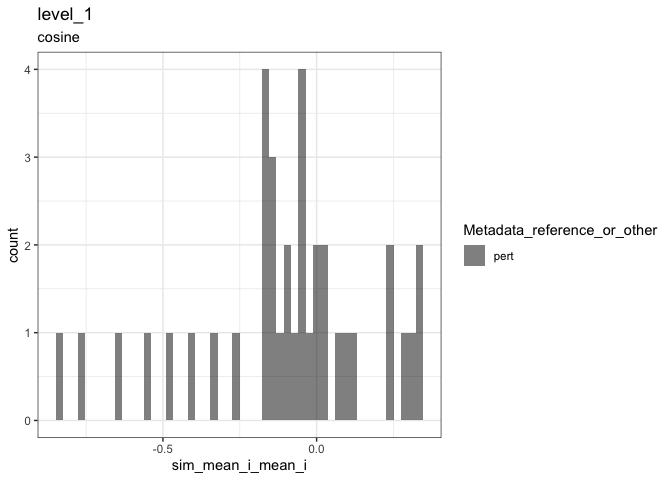 level_1
cosine
4
3
2
1
0
count
-0.5
0.0
sim_mean_i_mean_i
Metadata_reference_or_other
pert